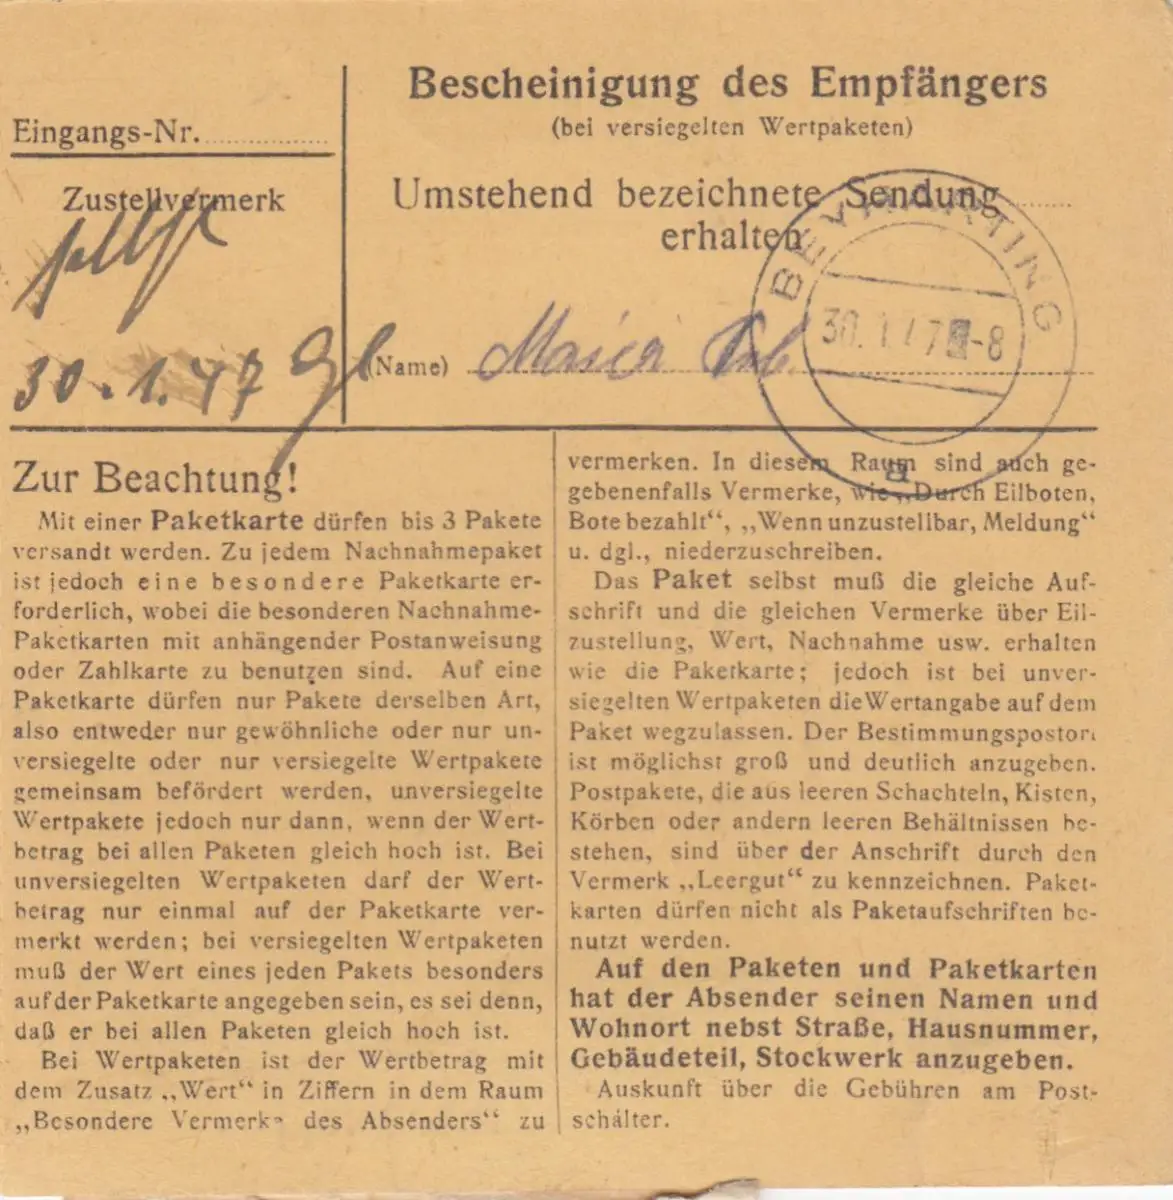 Bescheinigung des Empfängers
(bei versiegelten Wertpaketen)
Eingangs-Nr.
Zustellvermerk
30.1.47
Umstehend bezeichnete Sendung
erhalten
(Name) Maria
BEYHARTING
30.1.47 -8
a
Zur Beachtung!
Mit einer Paketkarte dürfen bis 3 Pakete
versandt werden. Zu jedem Nachnahmepaket
ist jedoch eine besondere Paketkarte er-
forderlich, wobei die besonderen Nachnahme-
Paketkarten mit anhängender Postanweisung
oder Zahlkarte zu benutzen sind. Auf eine
Paketkarte dürfen nur Pakete derselben Art,
also entweder nur gewöhnliche oder nur un-
versiegelte oder nur versiegelte Wertpakete
gemeinsam befördert werden, unversiegelte
Wertpakete jedoch nur dann, wenn der Wert-
betrag bei allen Paketen gleich hoch ist. Bei
unversiegelten Wertpaketen darf der Wert-
betrag nur einmal auf der Paketkarte ver-
merkt werden; bei versiegelten Wertpaketen
muß der Wert eines jeden Pakets besonders
auf der Paketkarte angegeben sein, es sei denn,
daß er bei allen Paketen gleich hoch ist.
Bei Wertpaketen ist der Wertbetrag mit
dem Zusatz „Wert“ in Ziffern in dem Raum
„Besondere Vermerke des Absenders“ zu
vermerken. In diesem Raum sind auch ge-
gebenenfalls Vermerke, wie „Durch Eilboten,
Bote bezahlt“, „Wenn unzustellbar, Meldung“
u. dgl., niederzuschreiben.
Das Paket selbst muß die gleiche Auf-
schrift und die gleichen Vermerke über Eil-
zustellung, Wert, Nachnahme usw. erhalten
wie die Paketkarte; jedoch ist bei unver-
siegelten Wertpaketen die Wertangabe auf dem
Paket wegzulassen. Der Bestimmungspostort
ist möglichst groß und deutlich anzugeben.
Postpakete, die aus leeren Schachteln, Kisten,
Körben oder andern leeren Behältnissen be-
stehen, sind über der Anschrift durch den
Vermerk „Leergut“ zu kennzeichnen. Paket-
karten dürfen nicht als Paketaufschriften be-
nutzt werden.
Auf den Paketen und Paketkarten
hat der Absender seinen Namen und
Wohnort nebst Straße, Hausnummer,
Gebäudeteil, Stockwerk anzugeben.
Auskunft über die Gebühren am Post-
schalter.